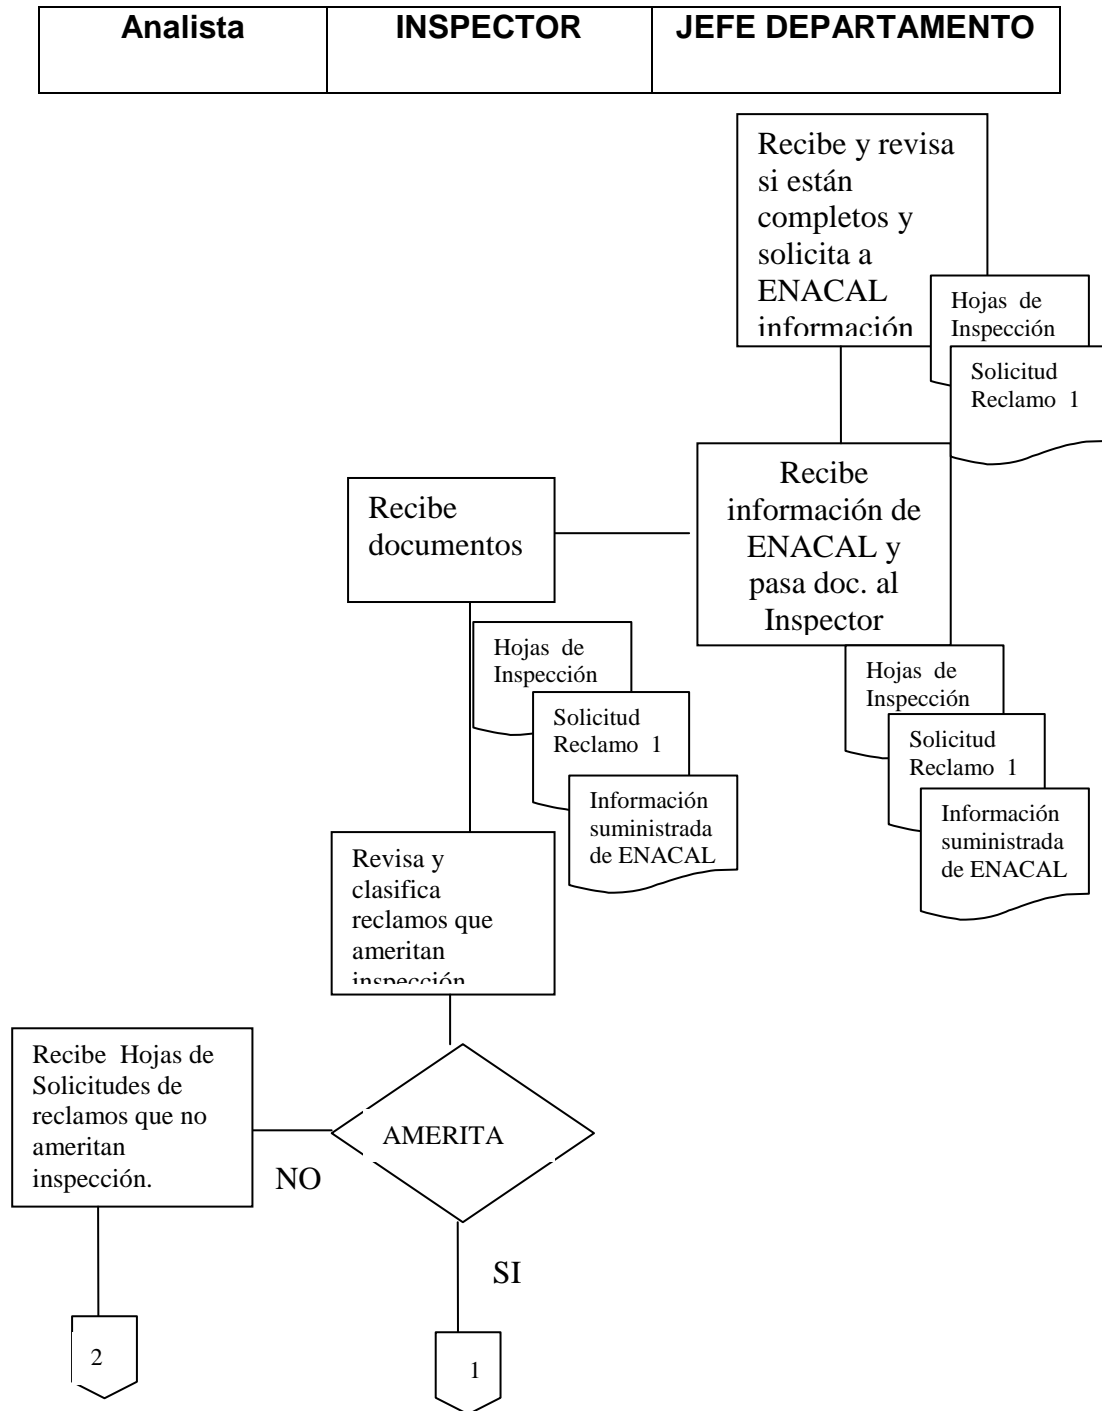 Analista INSPECTOR JEFE DEPARTAMENTO
Recibe y revisa
si están
completos y
solicita a
ENACAL
información
Hojas de
Inspección
Solicitud
Reclamo 1
Recibe
información de
ENACAL y
pasa doc. al
Inspector
Recibe
documentos
Hojas de
Inspección
Solicitud
Reclamo 1
Información
suministrada
de ENACAL
Hojas de
Inspección
Solicitud
Reclamo 1
Información
suministrada
de ENACAL
Revisa y
clasifica
reclamos que
ameritan
inspección
AMERITA
Recibe Hojas de
Solicitudes de
reclamos que no
ameritan
inspección.
NO
SI
2
1